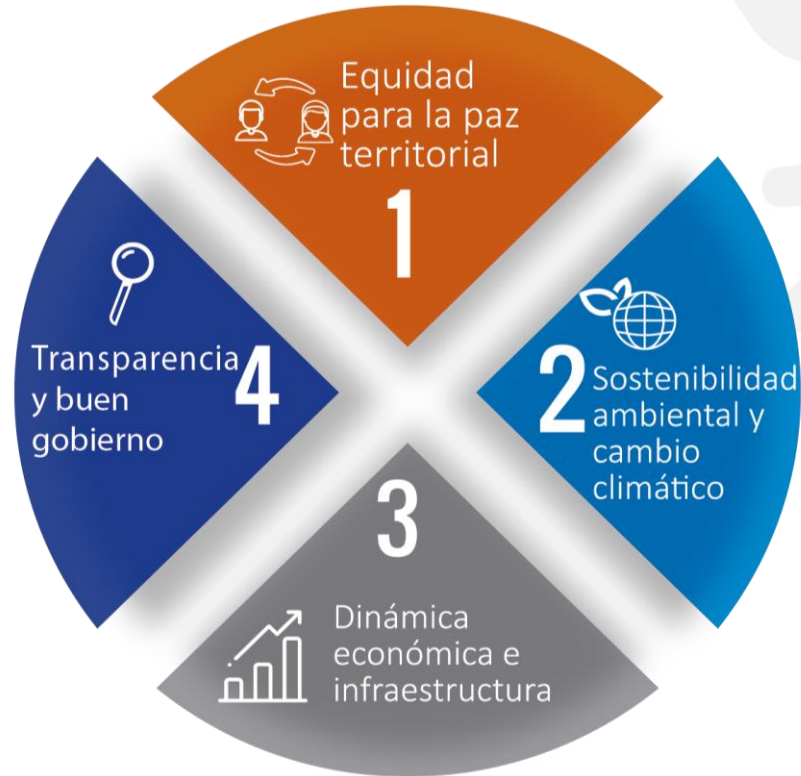 Equidad
para la paz
territorial
1
2
Sostenibilidad
ambiental y
cambio
climático
3
Dinámica
económica e
infraestructura
Transparencia
y buen
gobierno
4